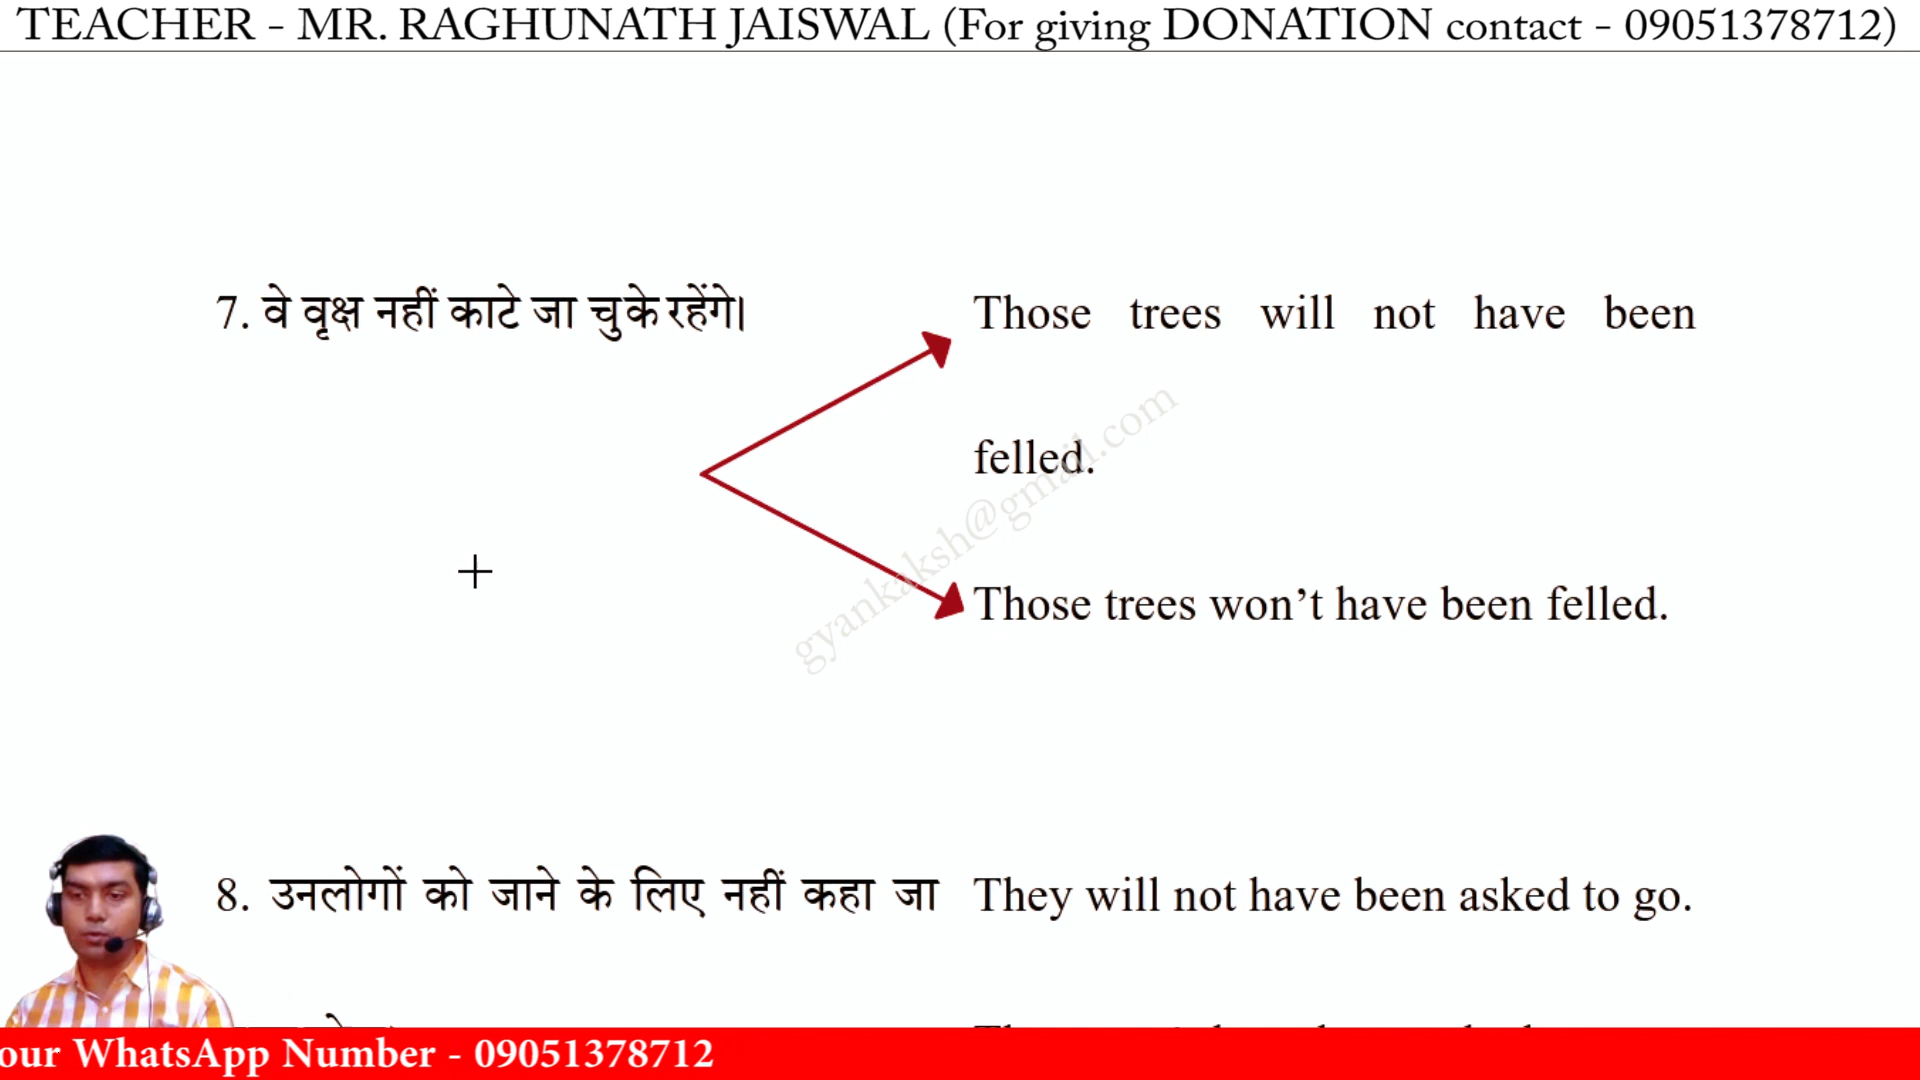 TEACHER - MR. RAGHUNATH JAISWAL (For giving DONATION contact - 09051378712)
7. वे वृक्ष नहीं काटे जा चुके रहेंगे। Those trees will not have been
felled.
gyankaksh@gmail.com
Those trees won’t have been felled.
8. उनलोगों को जाने के लिए नहीं कहा जा They will not have been asked to go.
our WhatsApp Number - 09051378712